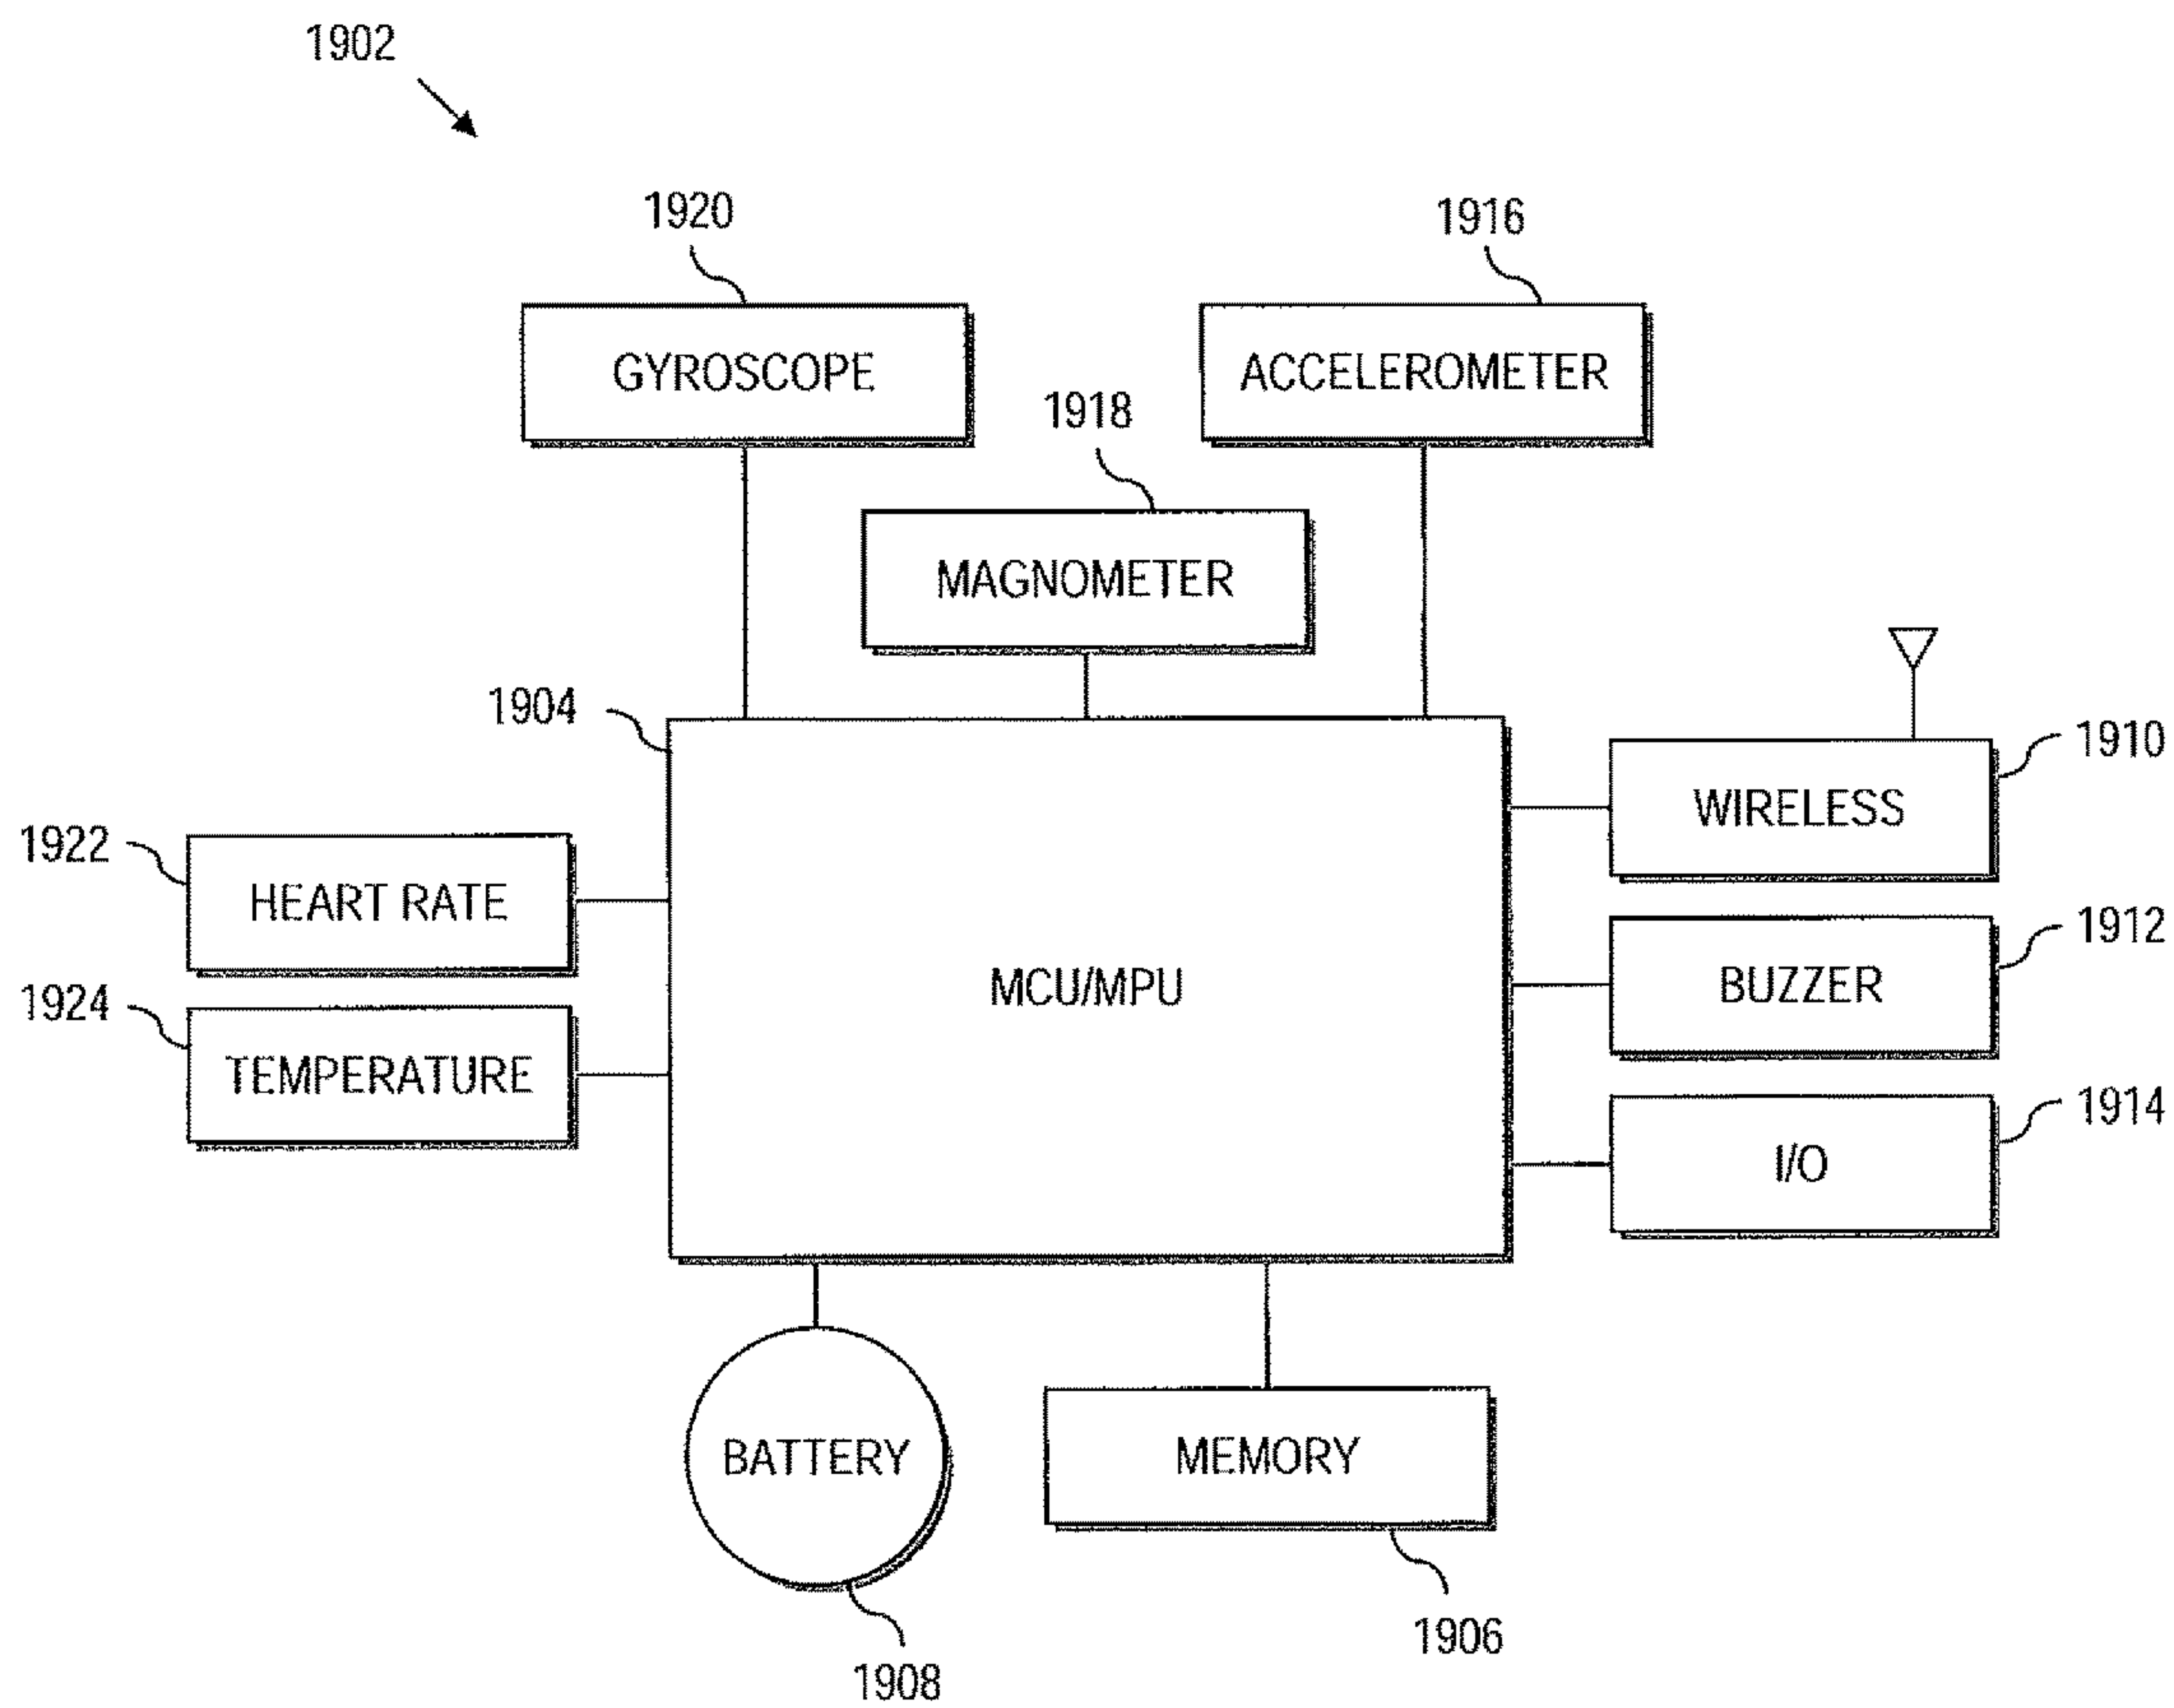 1902
1920
1916
GYROSCOPE
ACCELEROMETER
1918
MAGNOMETER
1904
1910
WIRELESS
1922
HEART RATE
1912
BUZZER
MCU/MPU
1924
TEMPERATURE
1914
I/O
BATTERY
MEMORY
1906
1908